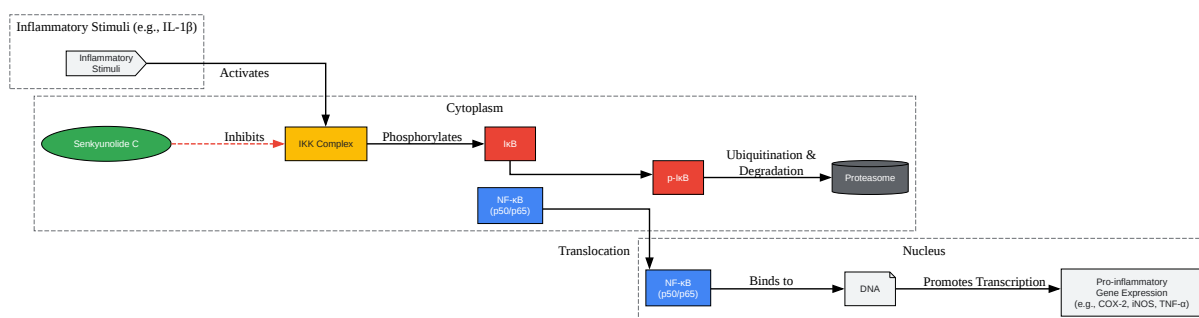 Inflammatory Stimuli (e.g., IL-1β)
Inflammatory
Stimuli
Activates
Cytoplasm
Senkyunolide C
Inhibits
IKK Complex
Phosphorylates
IκB
p-IκB
Ubiquitination &
Degradation
Proteasome
NF-κB
(p50/p65)
Translocation
Nucleus
NF-κB
(p50/p65)
Binds to
DNA
Promotes Transcription
Pro-inflammatory
Gene Expression
(e.g., COX-2, iNOS, TNF-α)